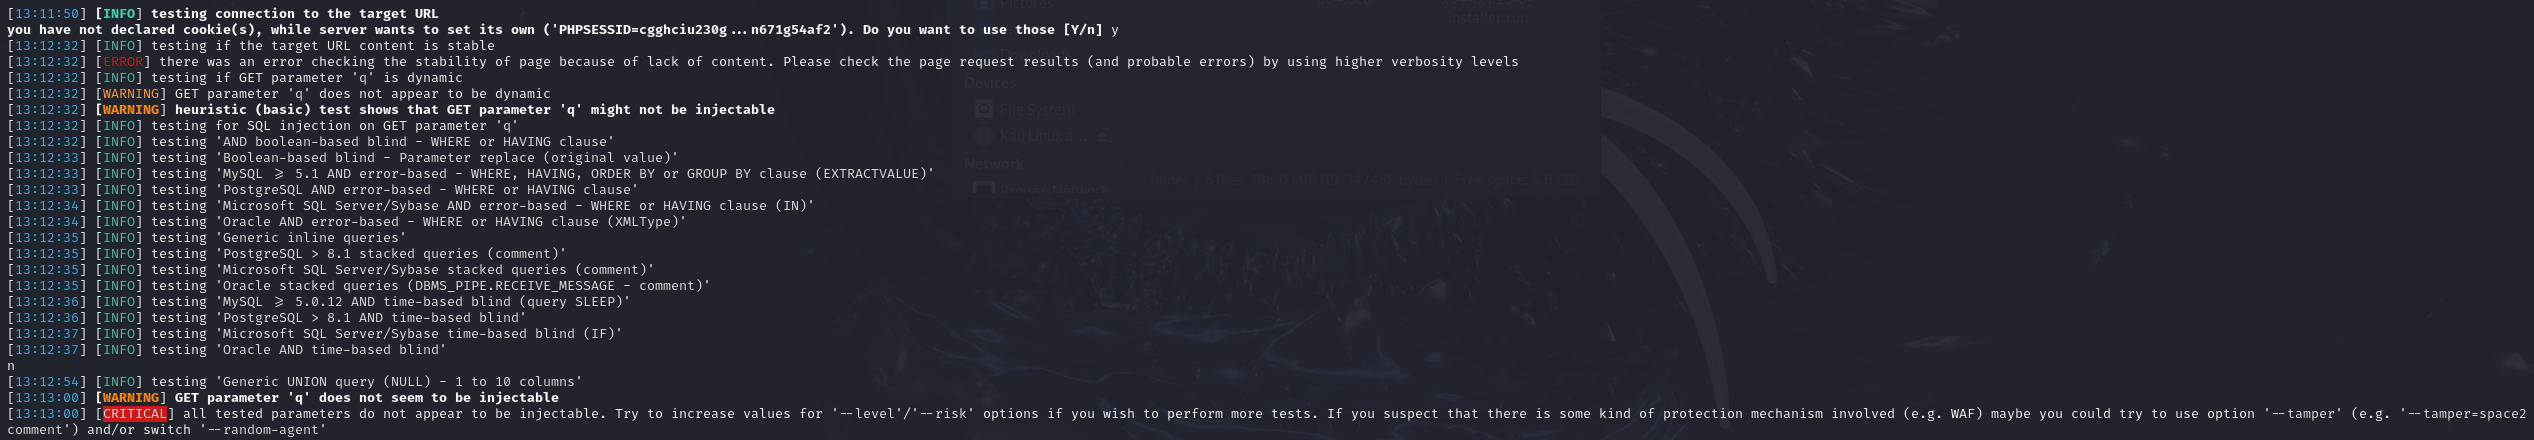 [13:11:50] [INFO] testing connection to the target URL
you have not declared cookie(s), while server wants to set its own ('PHPSESSID=cgghciu230g...n671g54af2'). Do you want to use those [Y/n] y
[13:12:32] [INFO] testing if the target URL content is stable
[13:12:32] [ERROR] there was an error checking the stability of page because of lack of content. Please check the page request results (and probable errors) by using higher verbosity levels
[13:12:32] [INFO] testing if GET parameter 'q' is dynamic
[13:12:32] [WARNING] GET parameter 'q' does not appear to be dynamic
[13:12:32] [WARNING] heuristic (basic) test shows that GET parameter 'q' might not be injectable
[13:12:32] [INFO] testing for SQL injection on GET parameter 'q'
[13:12:32] [INFO] testing 'AND boolean-based blind - WHERE or HAVING clause'
[13:12:33] [INFO] testing 'Boolean-based blind - Parameter replace (original value)'
[13:12:33] [INFO] testing 'MySQL ≥ 5.1 AND error-based - WHERE, HAVING, ORDER BY or GROUP BY clause (EXTRACTVALUE)'
[13:12:33] [INFO] testing 'PostgreSQL AND error-based - WHERE or HAVING clause'
[13:12:34] [INFO] testing 'Microsoft SQL Server/Sybase AND error-based - WHERE or HAVING clause (IN)'
[13:12:34] [INFO] testing 'Oracle AND error-based - WHERE or HAVING clause (XMLType)'
[13:12:35] [INFO] testing 'Generic inline queries'
[13:12:35] [INFO] testing 'PostgreSQL > 8.1 stacked queries (comment)'
[13:12:35] [INFO] testing 'Microsoft SQL Server/Sybase stacked queries (comment)'
[13:12:35] [INFO] testing 'Oracle stacked queries (DBMS_PIPE.RECEIVE_MESSAGE - comment)'
[13:12:36] [INFO] testing 'MySQL ≥ 5.0.12 AND time-based blind (query SLEEP)'
[13:12:36] [INFO] testing 'PostgreSQL > 8.1 AND time-based blind'
[13:12:37] [INFO] testing 'Microsoft SQL Server/Sybase time-based blind (IF)'
[13:12:37] [INFO] testing 'Oracle AND time-based blind'
n
[13:12:54] [INFO] testing 'Generic UNION query (NULL) - 1 to 10 columns'
[13:13:00] [WARNING] GET parameter 'q' does not seem to be injectable
[13:13:00] [CRITICAL] all tested parameters do not appear to be injectable. Try to increase values for '--level'/'--risk' options if you wish to perform more tests. If you suspect that there is some kind of protection mechanism involved (e.g. WAF) maybe you could try to use option '--tamper' (e.g. '--tamper=space2
comment') and/or switch '--random-agent'
Pictures
installer.run
Downloads
Devices
File System
Kali Linux a...
Network
Browse Network